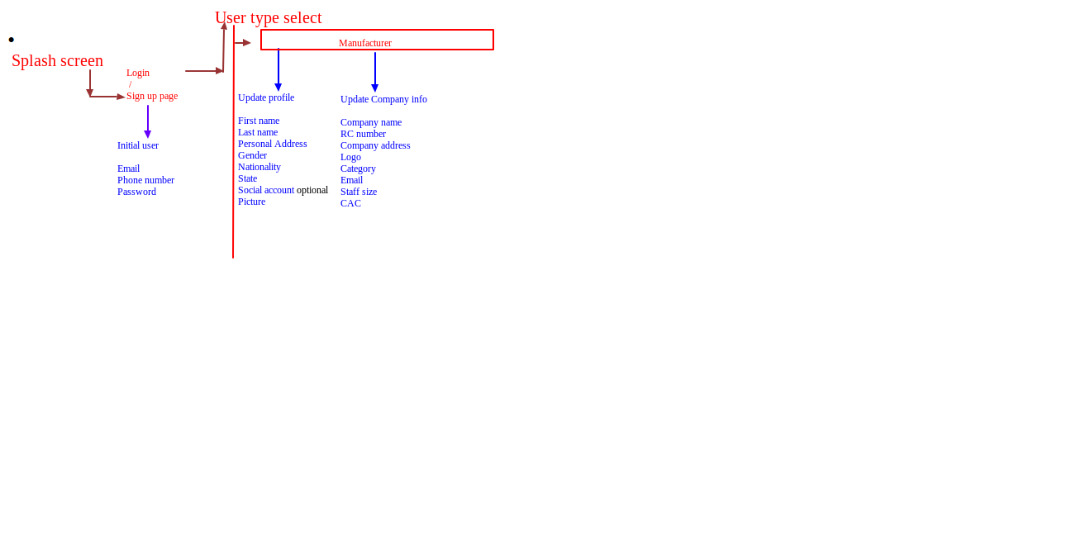 User type select
Splash screen
Manufacturer
Login
/
Sign up page
Initial user
Email
Phone number
Password
Update profile
First name
Last name
Personal Address
Gender
Nationality
State
Social account optional
Picture
Update Company info
Company name
RC number
Company address
Logo
Category
Email
Staff size
CAC